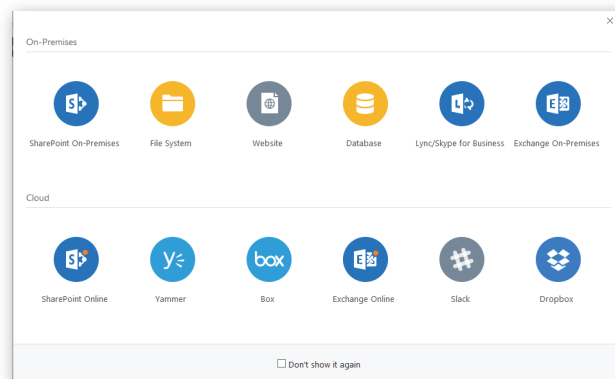 On-Premises
S
L
E
SharePoint On-Premises File System Website Database Lync/Skype for Business Exchange On-Premises
Cloud
S
y
box
E
SharePoint Online Yammer Box Exchange Online Slack Dropbox
Don't show it again